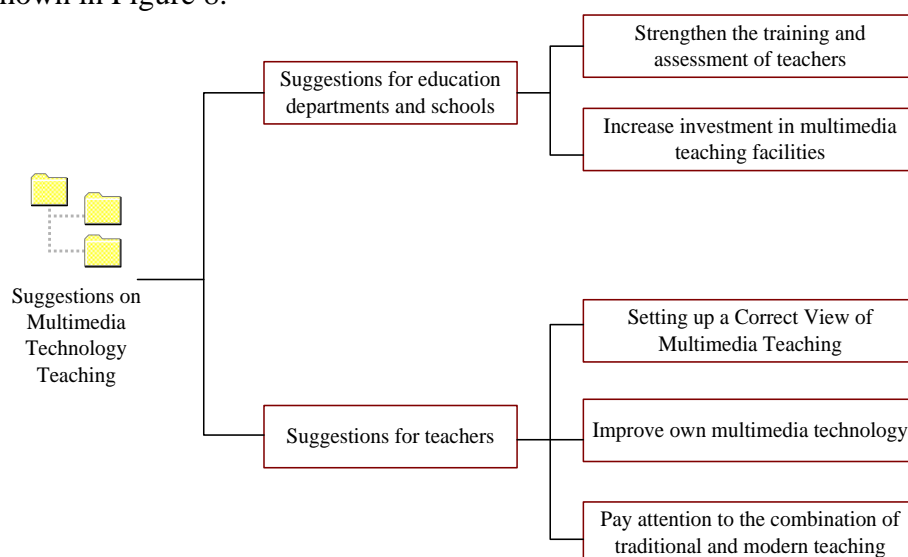 shown in Figure 8.
Strengthen the training and
assessment of teachers
Suggestions for education
departments and schools
Increase investment in multimedia
teaching facilities
Suggestions on
Multimedia
Technology
Teaching
Setting up a Correct View of
Multimedia Teaching
Suggestions for teachers
Improve own multimedia technology
Pay attention to the combination of
traditional and modern teaching